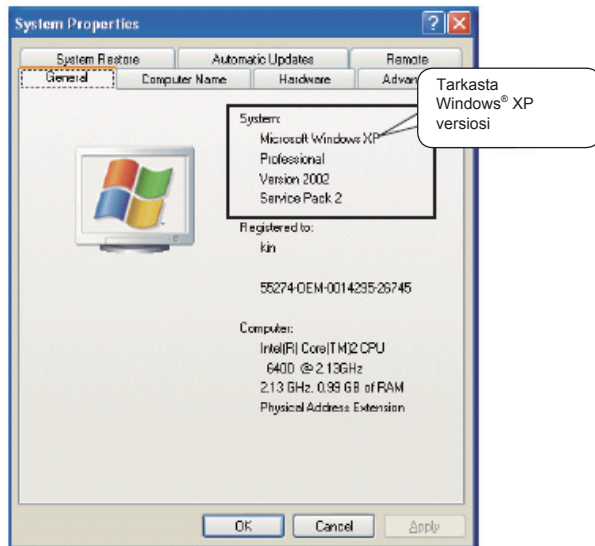 System Properties
System Restore Automatic Updates Remote
General Computer Name Hardware
Tarkasta
Windows® XP
versiosi
System:
Microsoft Windows XP
Professional
Version 2002
Service Pack 2
Registered to:
kin
55274-OEM-0014295-26745
Computer:
Intel(R) Core(TM)2 CPU
6400 @ 2.13GHz
2.13 GHz, 0.99 GB of RAM
Physical Address Extension
OK Cancel Apply